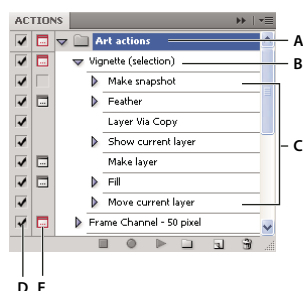 ACTIONS
Art actions
A
Vignette (selection)
B
Make snapshot
Feather
Layer Via Copy
Show current layer
C
Make layer
Fill
Move current layer
Frame Channel - 50 pixel
D E